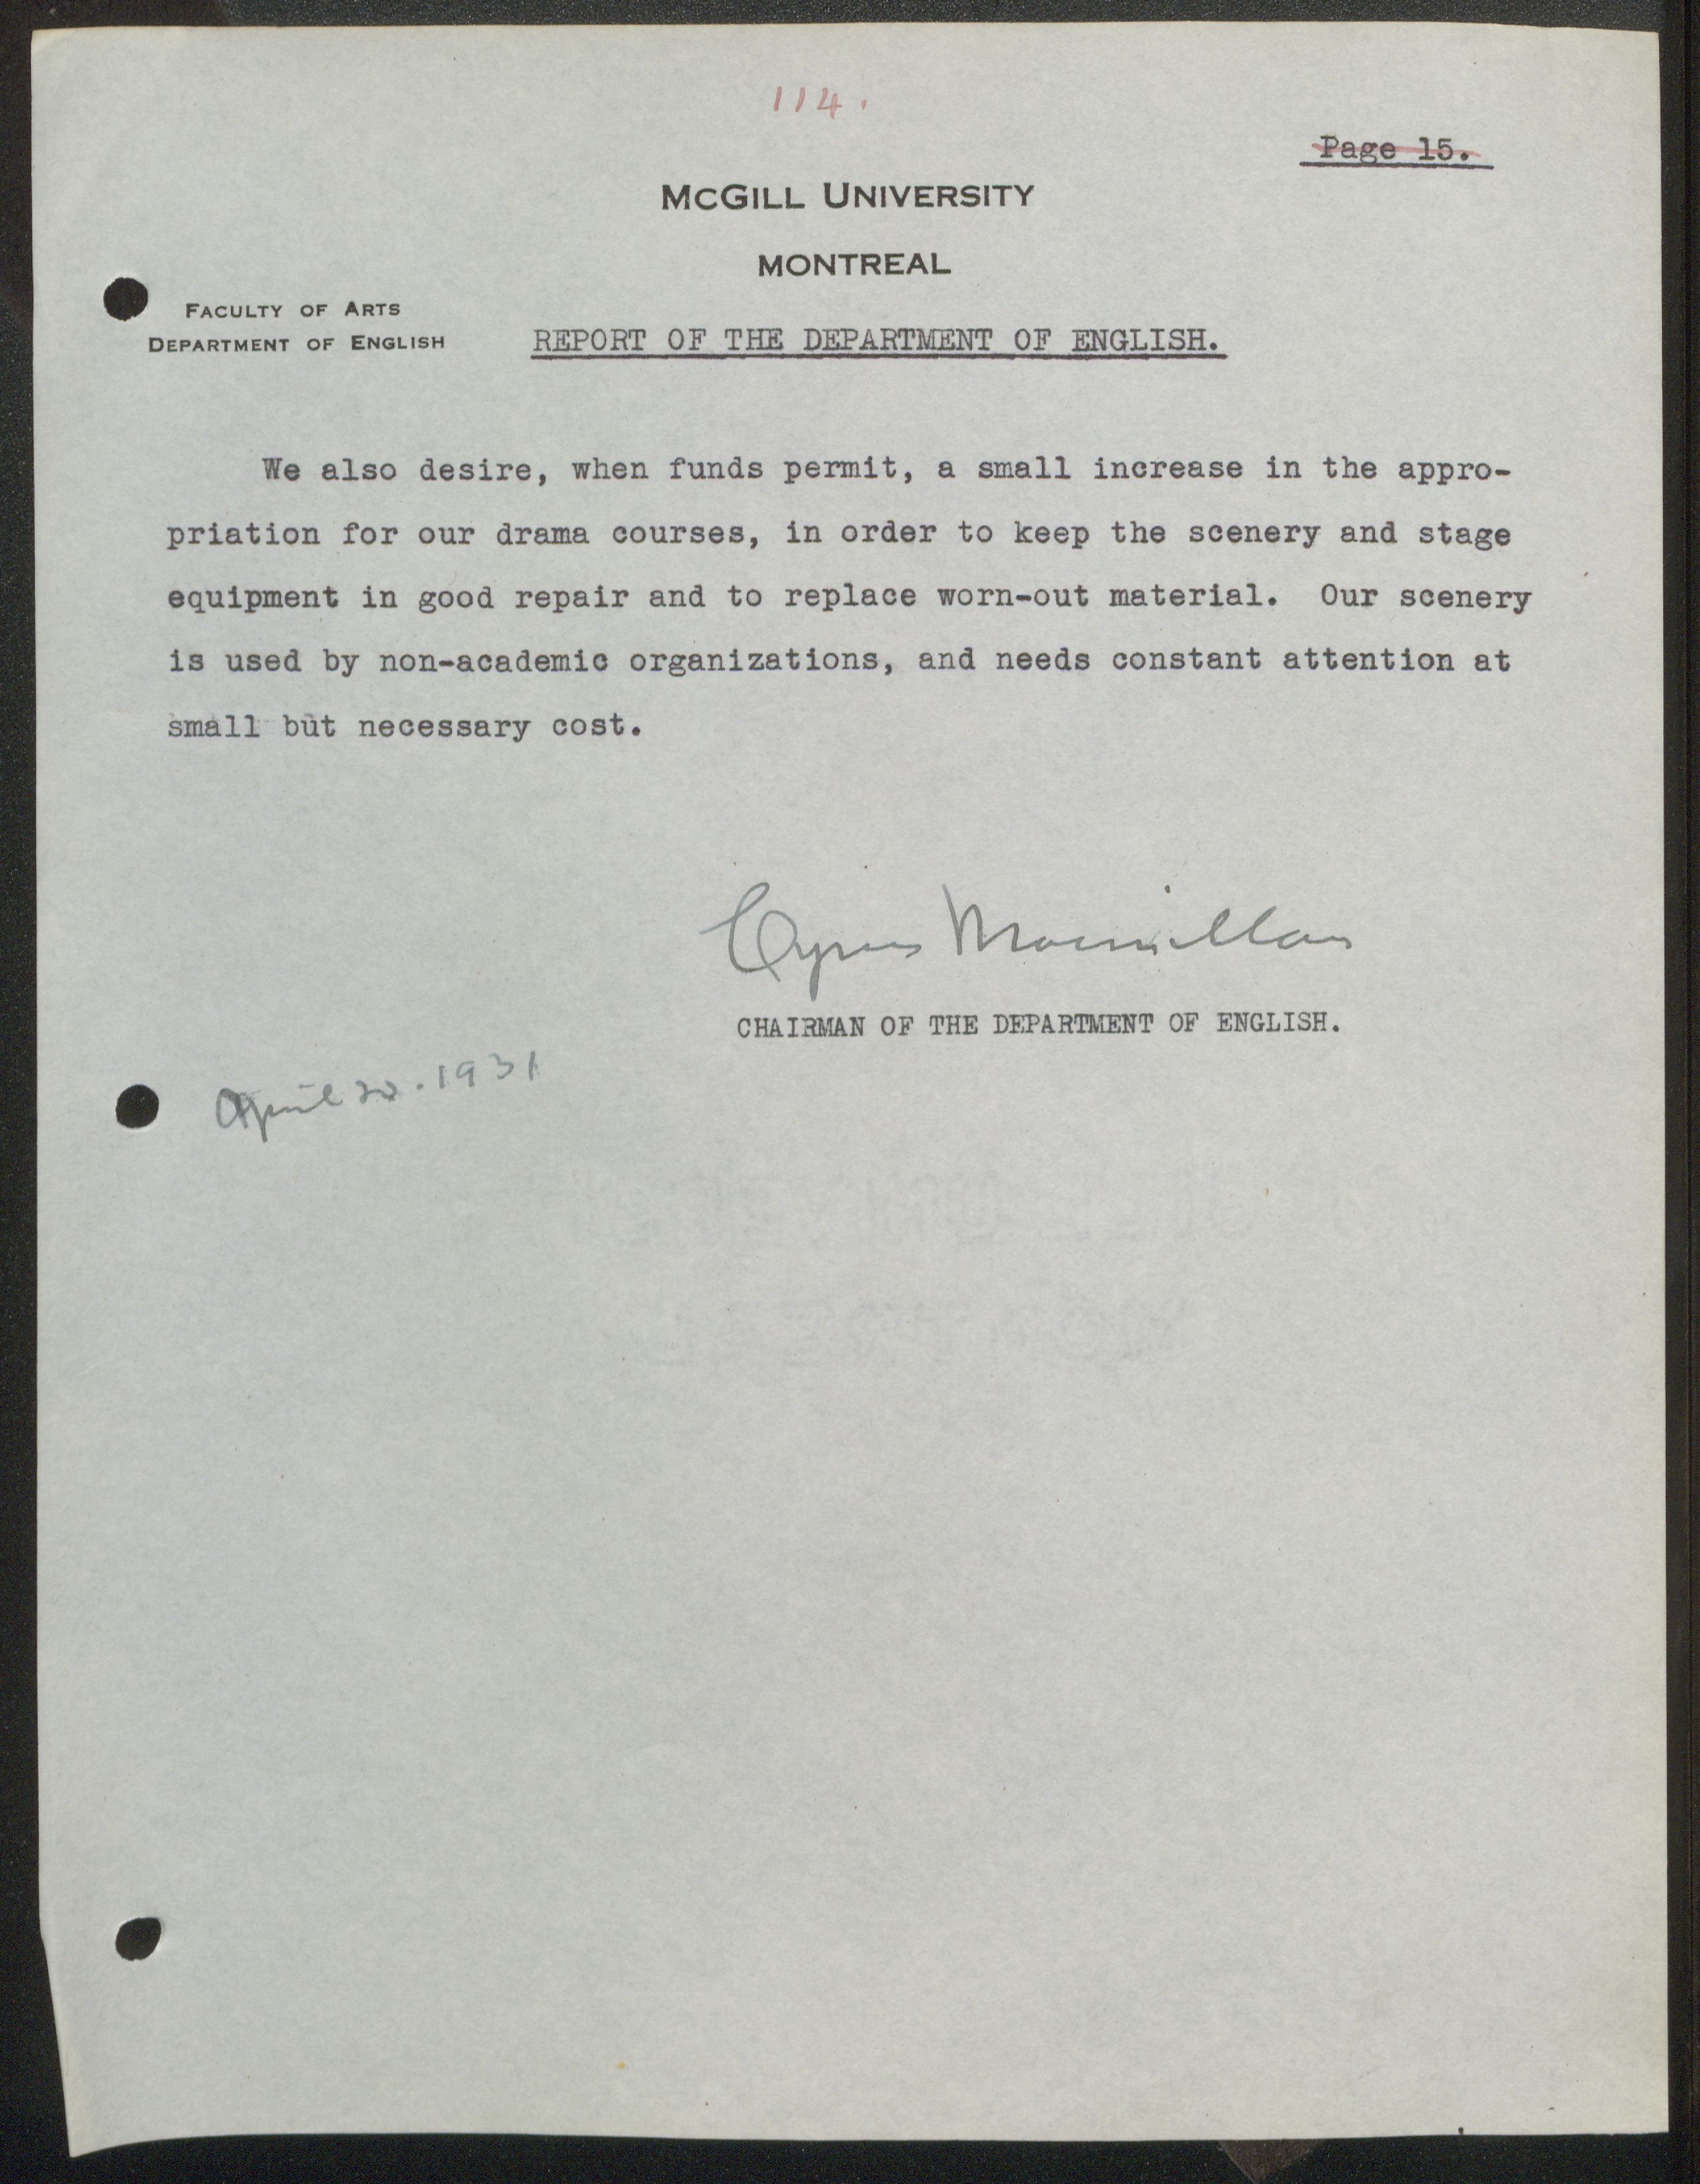 114.
Page 15.
McGILL UNIVERSITY
MONTREAL
FACULTY OF ARTS
DEPARTMENT OF ENGLISH
REPORT OF THE DEPARTMENT OF ENGLISH.
We also desire, when funds permit, a small increase in the appro-
priation for our drama courses, in order to keep the scenery and stage
equipment in good repair and to replace worn-out material. Our scenery
is used by non-academic organizations, and needs constant attention at
small but necessary cost.
Cyrus Macmillan
CHAIRMAN OF THE DEPARTMENT OF ENGLISH.
April 1931